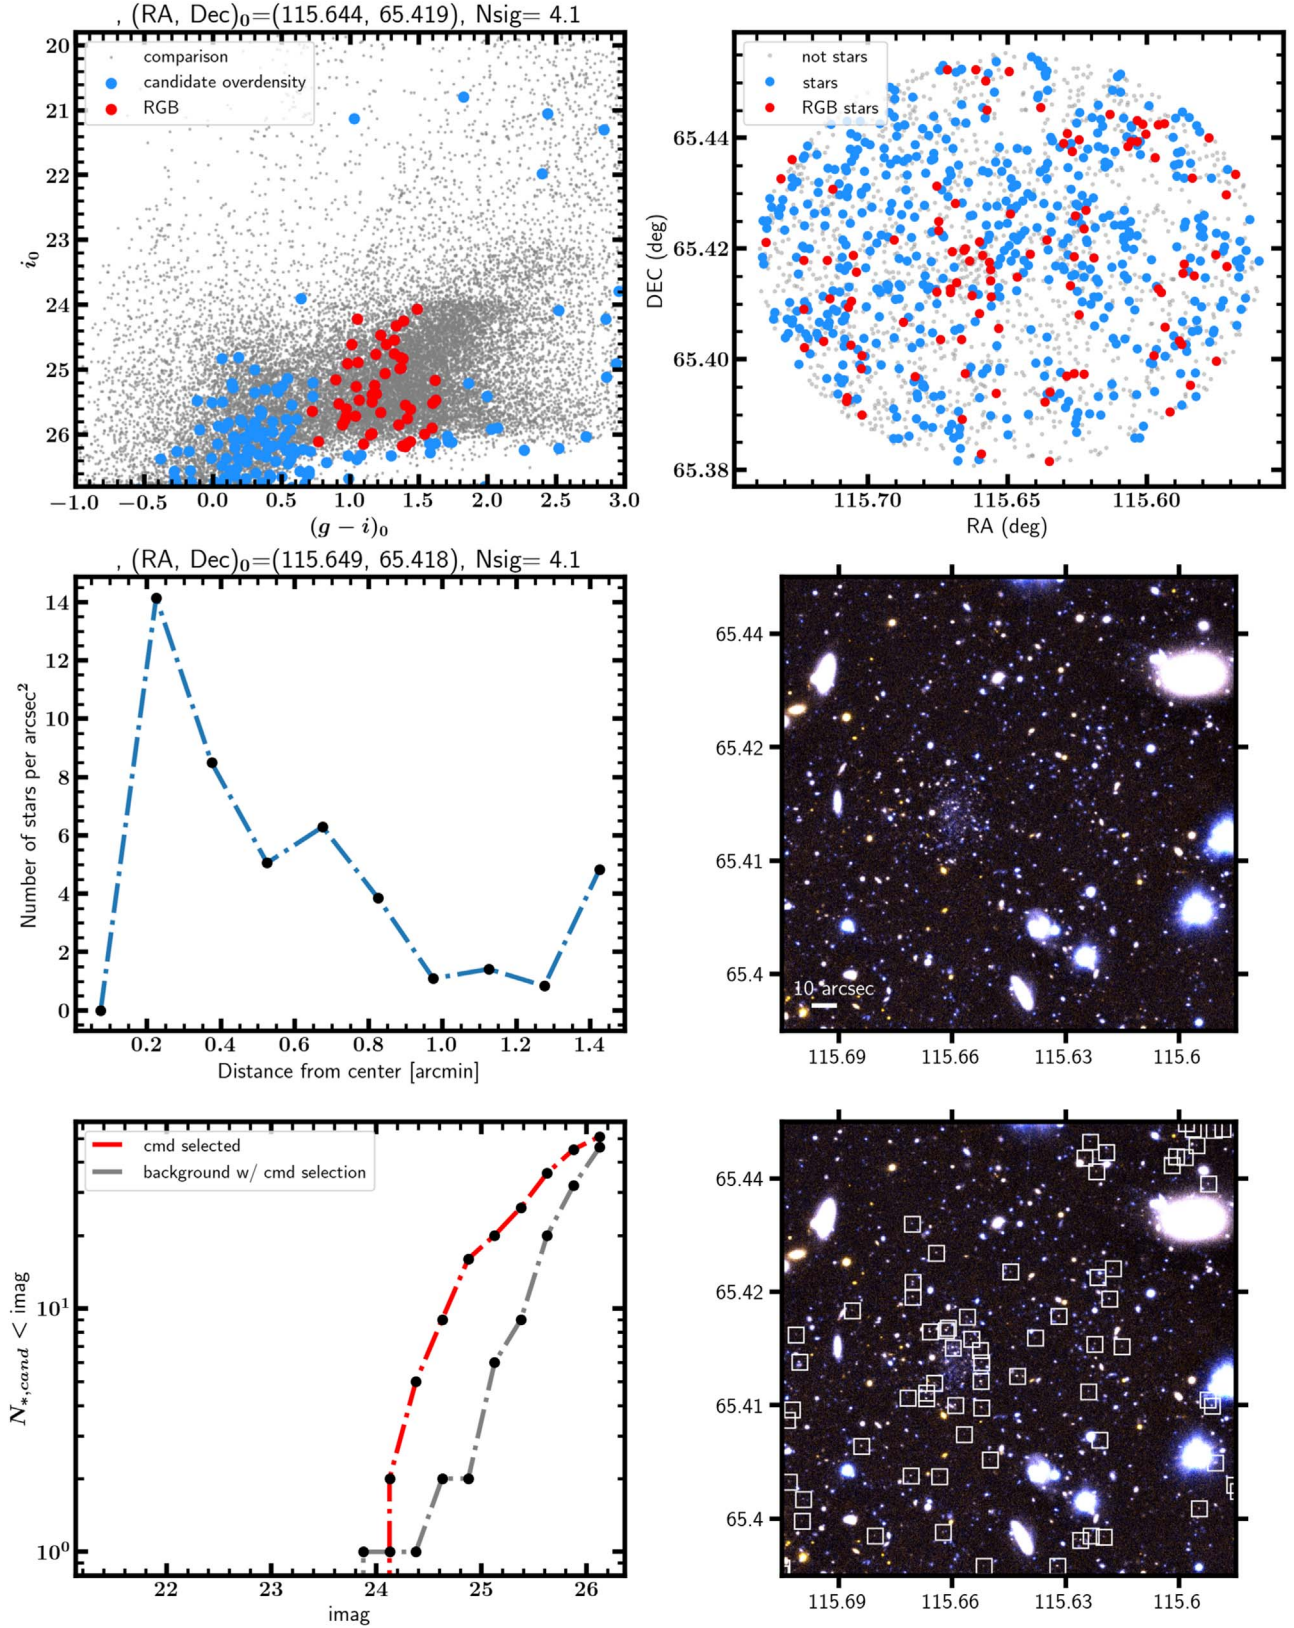 , (RA, Dec)₀=(115.644, 65.419), Nsig= 4.1
comparison
candidate overdensity
RGB
20
21
22
23
24
25
26
i₀
−1.0 −0.5 0.0 0.5 1.0 1.5 2.0 2.5 3.0
(g − i)₀
not stars
stars
RGB stars
65.44
65.42
65.40
65.38
DEC (deg)
115.70 115.65 115.60
RA (deg)
, (RA, Dec)₀=(115.649, 65.418), Nsig= 4.1
14
12
10
8
6
4
2
0
Number of stars per arcsec²
0.2 0.4 0.6 0.8 1.0 1.2 1.4
Distance from center [arcmin]
65.44
65.42
65.41
65.4
10 arcsec
115.69 115.66 115.63 115.6
cmd selected
background w/ cmd selection
10¹
10⁰
N*,cand < imag
22 23 24 25 26
imag
65.44
65.42
65.41
65.4
115.69 115.66 115.63 115.6